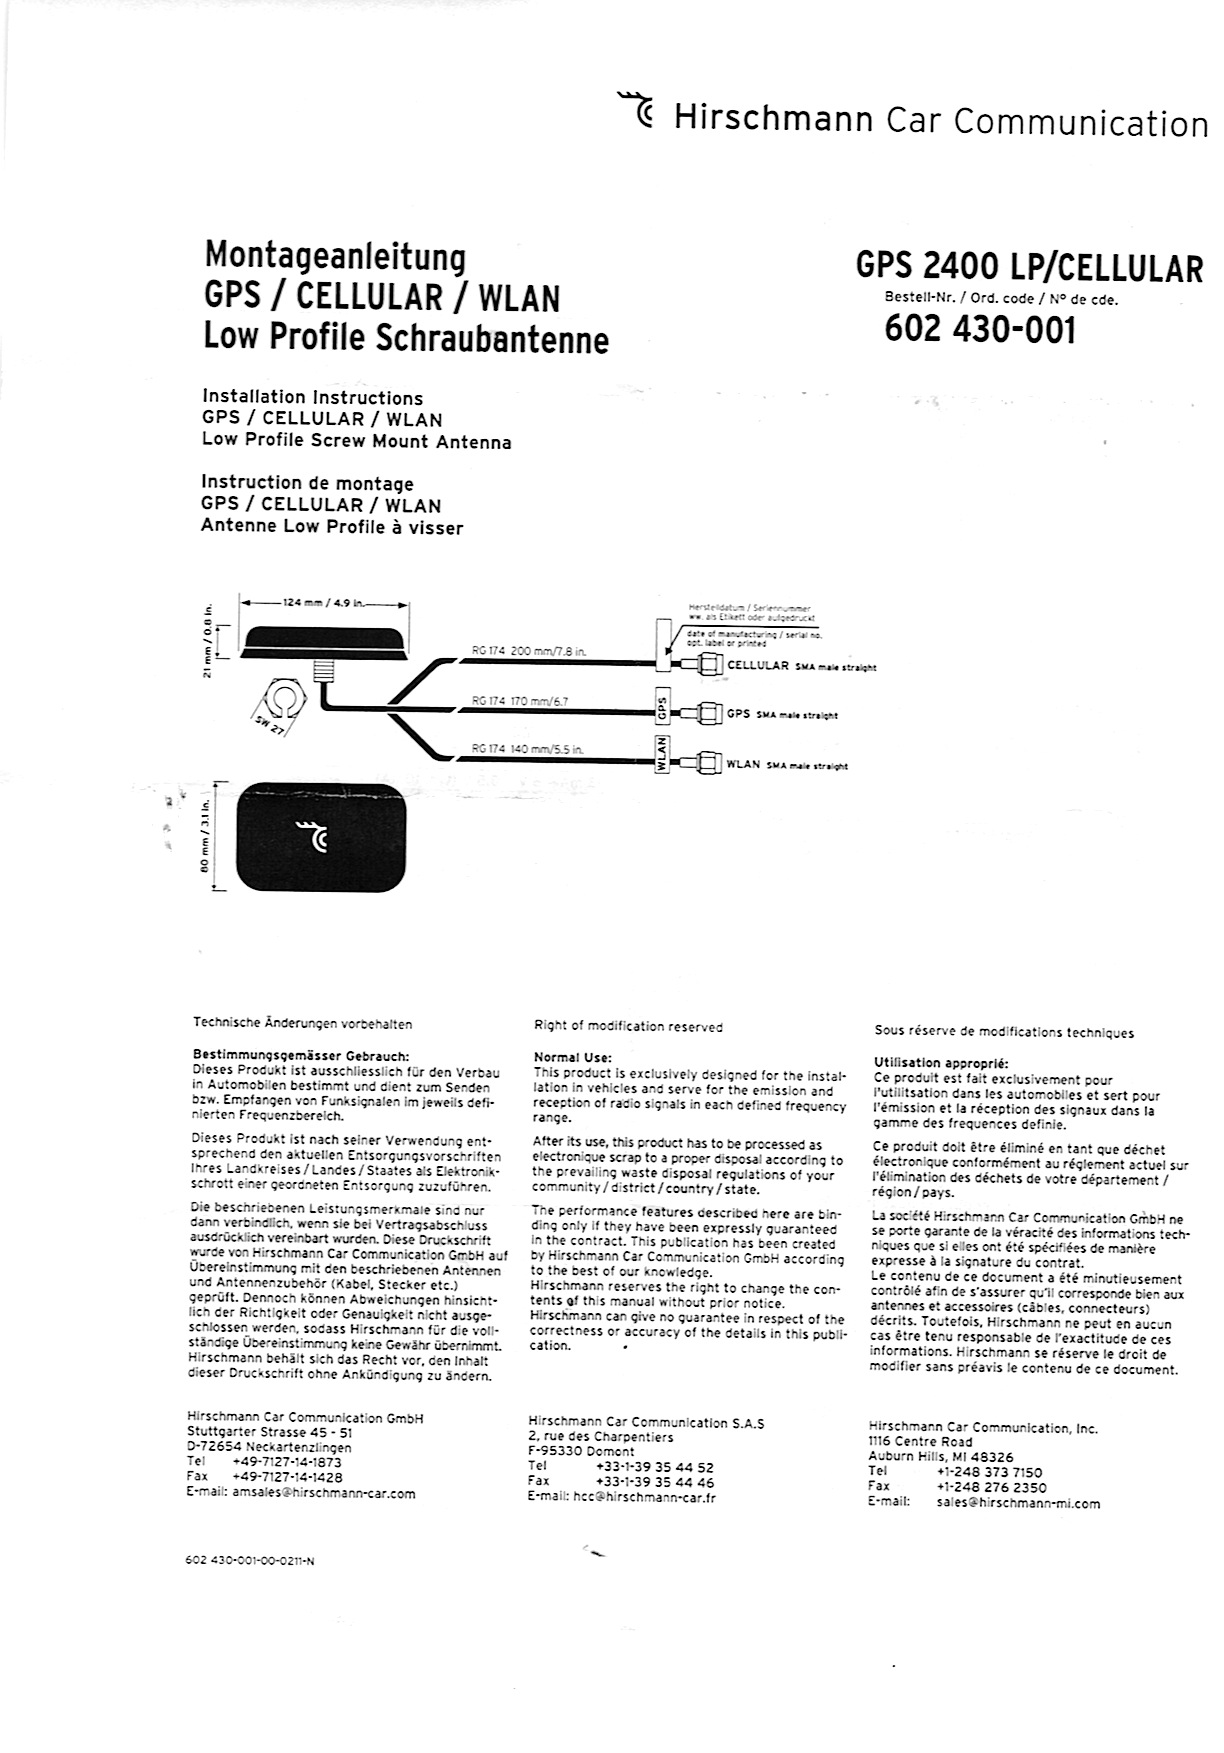 Hirschmann Car Communication
Montageanleitung
GPS / CELLULAR / WLAN
Low Profile Schraubantenne
GPS 2400 LP/CELLULAR
Bestell-Nr. / Ord. code / N° de cde.
602 430-001
Installation Instructions
GPS / CELLULAR / WLAN
Low Profile Screw Mount Antenna
Instruction de montage
GPS / CELLULAR / WLAN
Antenne Low Profile à visser
124 mm / 4.9 in.
21 mm / 0.8 in.
SW 27
80 mm / 3.1 in.
Herstelldatum / Seriennummer
ww. als Etikett oder aufgedruckt
date of manufacturing / serial no.
opt. label or printed
RG 174 200 mm/7.8 in.
CELLULAR SMA male straight
RG 174 170 mm/6.7
GPS
GPS SMA male straight
RG 174 140 mm/5.5 in.
WLAN
WLAN SMA male straight
Technische Änderungen vorbehalten
Bestimmungsgemässer Gebrauch:
Dieses Produkt ist ausschliesslich für den Verbau
in Automobilen bestimmt und dient zum Senden
bzw. Empfangen von Funksignalen im jeweils defi-
nierten Frequenzbereich.
Dieses Produkt ist nach seiner Verwendung ent-
sprechend den aktuellen Entsorgungsvorschriften
Ihres Landkreises / Landes / Staates als Elektronik-
schrott einer geordneten Entsorgung zuzuführen.
Die beschriebenen Leistungsmerkmale sind nur
dann verbindlich, wenn sie bei Vertragsabschluss
ausdrücklich vereinbart wurden. Diese Druckschrift
wurde von Hirschmann Car Communication GmbH auf
Übereinstimmung mit den beschriebenen Antennen
und Antennenzubehör (Kabel, Stecker etc.)
geprüft. Dennoch können Abweichungen hinsicht-
lich der Richtigkeit oder Genauigkeit nicht ausge-
schlossen werden, sodass Hirschmann für die voll-
ständige Übereinstimmung keine Gewähr übernimmt.
Hirschmann behält sich das Recht vor, den Inhalt
dieser Druckschrift ohne Ankündigung zu ändern.
Hirschmann Car Communication GmbH
Stuttgarter Strasse 45 - 51
D-72654 Neckartenzlingen
Tel +49-7127-14-1873
Fax +49-7127-14-1428
E-mail: amsales@hirschmann-car.com
602 430-001-00-0211-N
Right of modification reserved
Normal Use:
This product is exclusively designed for the instal-
lation in vehicles and serve for the emission and
reception of radio signals in each defined frequency
range.
After its use, this product has to be processed as
electronique scrap to a proper disposal according to
the prevailing waste disposal regulations of your
community / district / country / state.
The performance features described here are bin-
ding only if they have been expressly guaranteed
in the contract. This publication has been created
by Hirschmann Car Communication GmbH according
to the best of our knowledge.
Hirschmann reserves the right to change the con-
tents of this manual without prior notice.
Hirschmann can give no guarantee in respect of the
correctness or accuracy of the details in this publi-
cation.
Hirschmann Car Communication S.A.S
2, rue des Charpentiers
F-95330 Domont
Tel +33-1-39 35 44 52
Fax +33-1-39 35 44 46
E-mail: hcc@hirschmann-car.fr
Sous réserve de modifications techniques
Utilisation approprié:
Ce produit est fait exclusivement pour
l'utilitsation dans les automobiles et sert pour
l'émission et la réception des signaux dans la
gamme des frequences definie.
Ce produit doit être éliminé en tant que déchet
électronique conformément au réglement actuel sur
l'élimination des déchets de votre département /
région / pays.
La société Hirschmann Car Communication GmbH ne
se porte garante de la véracité des informations tech-
niques que si elles ont été spécifiées de manière
expresse à la signature du contrat.
Le contenu de ce document a été minutieusement
contrôlé afin de s'assurer qu'il corresponde bien aux
antennes et accessoires (câbles, connecteurs)
décrits. Toutefois, Hirschmann ne peut en aucun
cas être tenu responsable de l'exactitude de ces
informations. Hirschmann se réserve le droit de
modifier sans préavis le contenu de ce document.
Hirschmann Car Communication, Inc.
1116 Centre Road
Auburn Hills, MI 48326
Tel +1-248 373 7150
Fax +1-248 276 2350
E-mail: sales@hirschmann-mi.com